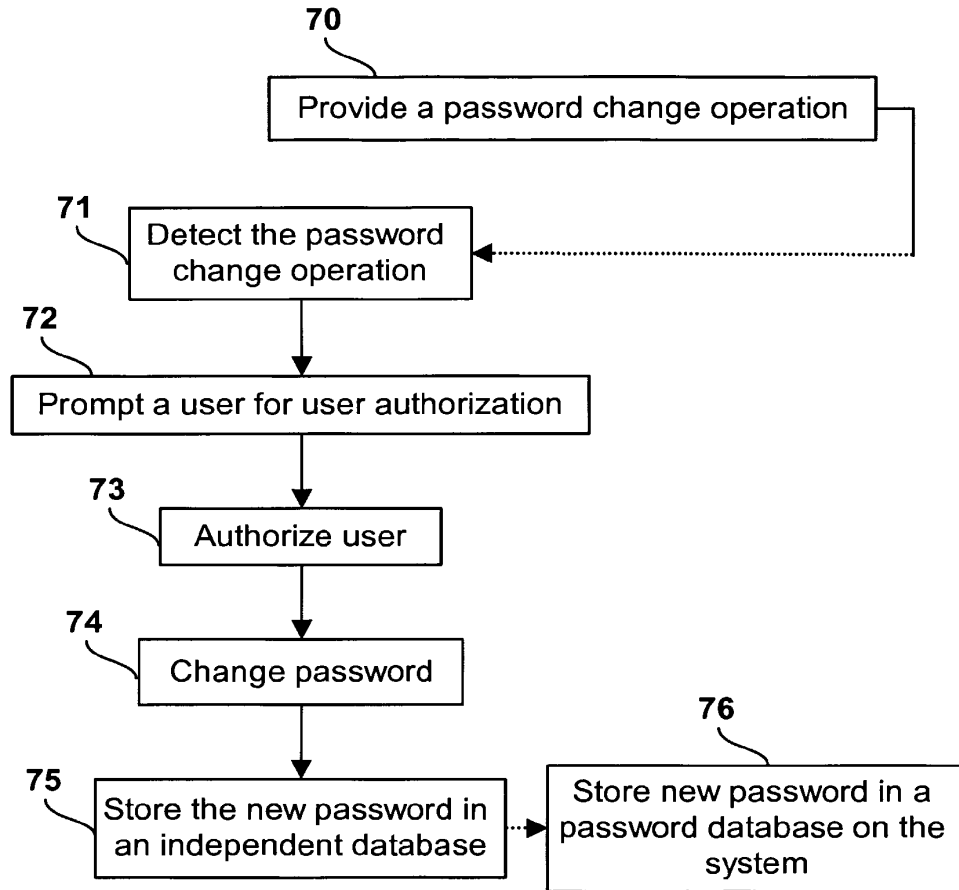 70
Provide a password change operation
71
Detect the password
change operation
72
Prompt a user for user authorization
73
Authorize user
74
Change password
75
Store the new password in
an independent database
76
Store new password in a
password database on the
system